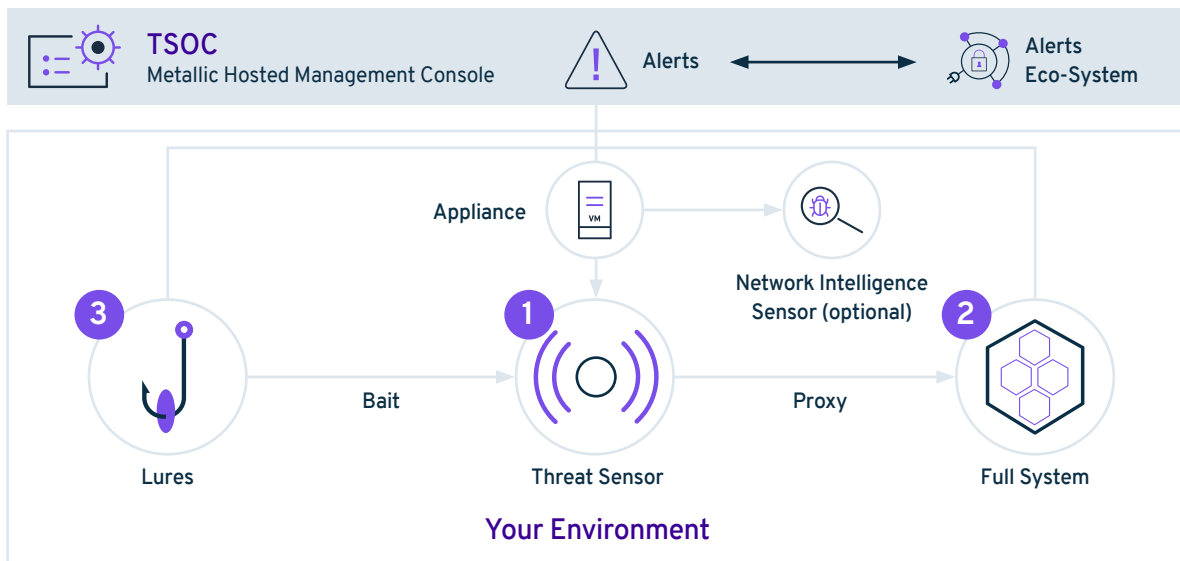 TSOC
Metallic Hosted Management Console
Alerts
Alerts
Eco-System
Appliance
VM
Network Intelligence
Sensor (optional)
3
1
2
Bait
Proxy
Lures
Threat Sensor
Full System
Your Environment